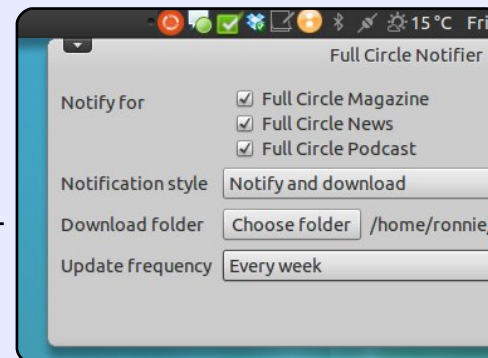 15 °C Fri
Full Circle Notifier
Notify for
Full Circle Magazine
Full Circle News
Full Circle Podcast
Notification style Notify and download
Download folder Choose folder /home/ronnie/
Update frequency Every week